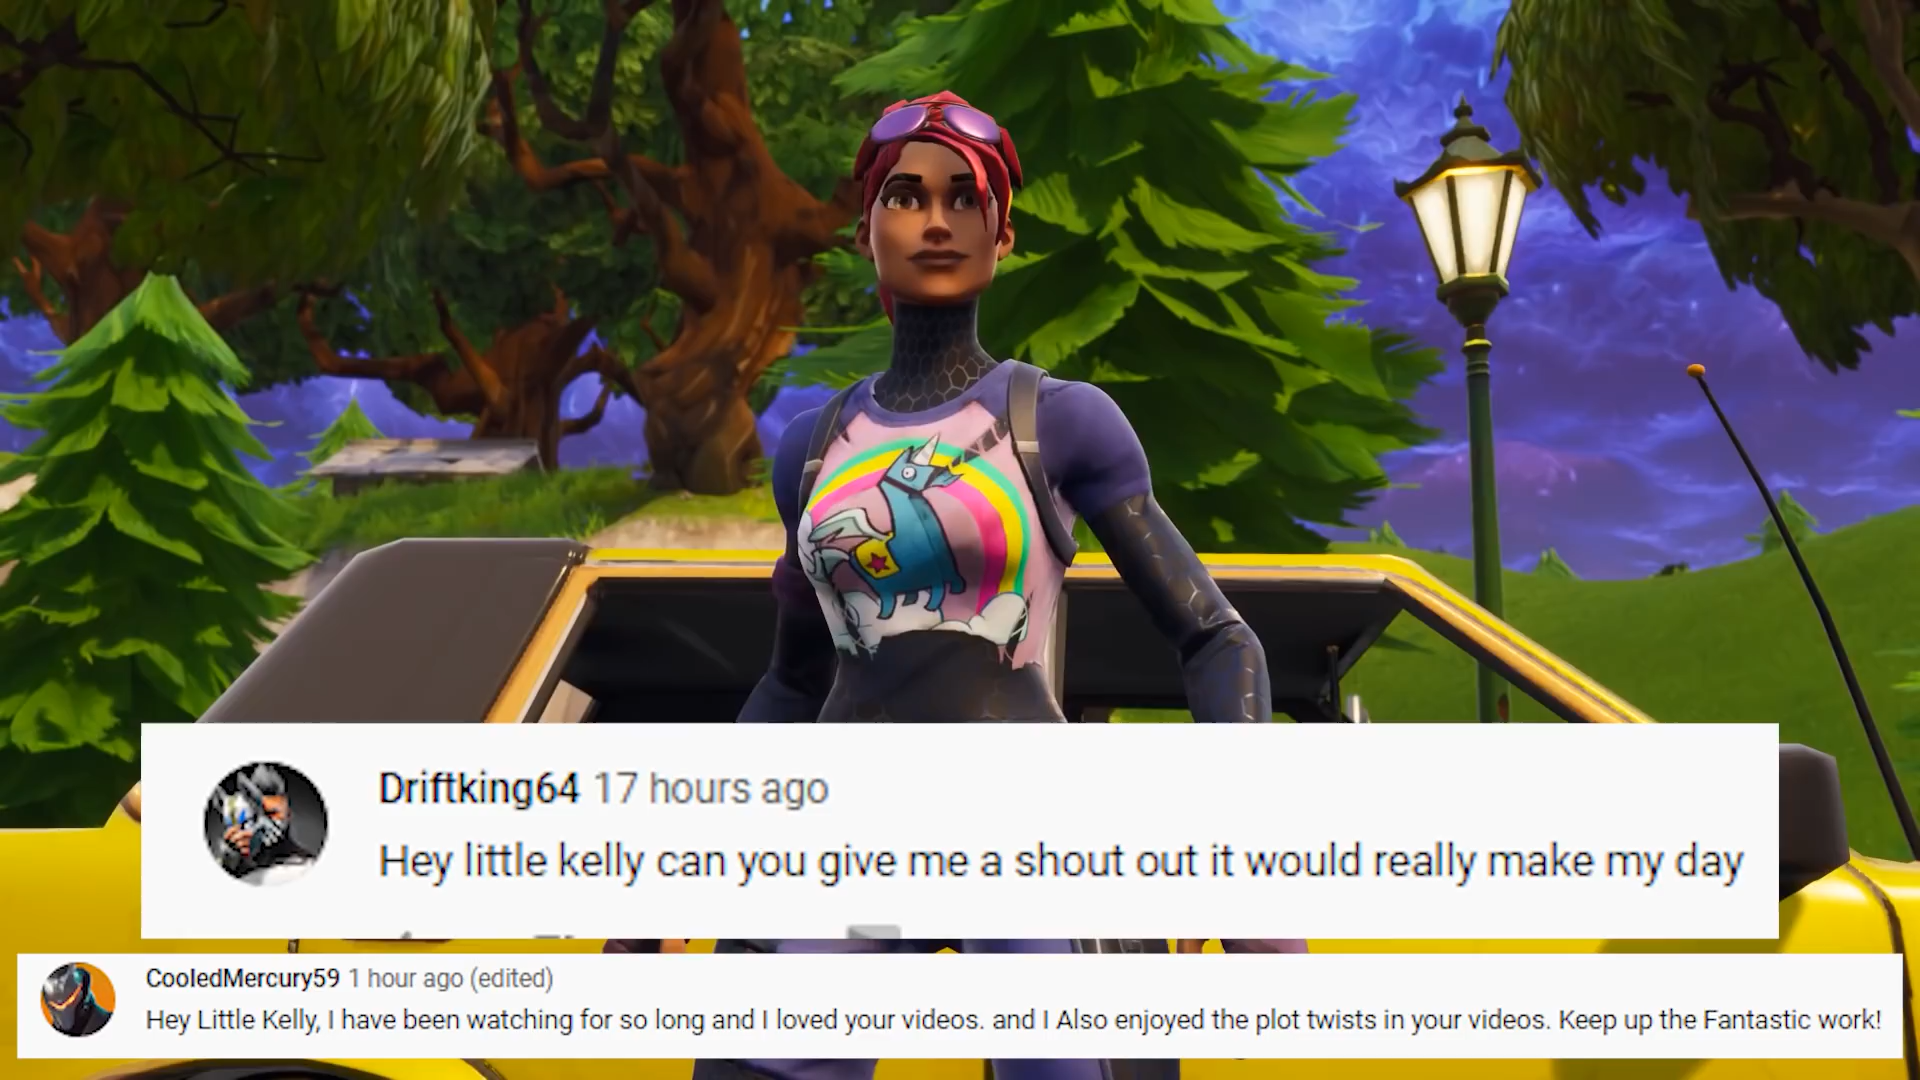 Driftking64 17 hours ago
Hey little kelly can you give me a shout out it would really make my day
CooledMercury59 1 hour ago (edited)
Hey Little Kelly, I have been watching for so long and I loved your videos. and I Also enjoyed the plot twists in your videos. Keep up the Fantastic work!